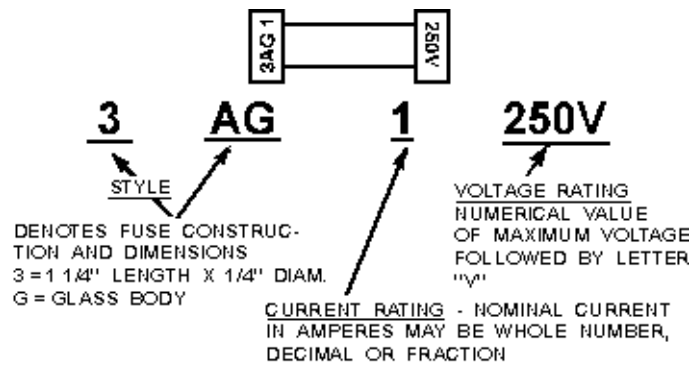 3AG 1
250V
3 AG 1 250V
STYLE
DENOTES FUSE CONSTRUC-
TION AND DIMENSIONS
3 = 1 1/4" LENGTH X 1/4" DIAM.
G = GLASS BODY
VOLTAGE RATING
NUMERICAL VALUE
OF MAXIMUM VOLTAGE
FOLLOWED BY LETTER
"V"
CURRENT RATING - NOMINAL CURRENT
IN AMPERES MAY BE WHOLE NUMBER,
DECIMAL OR FRACTION